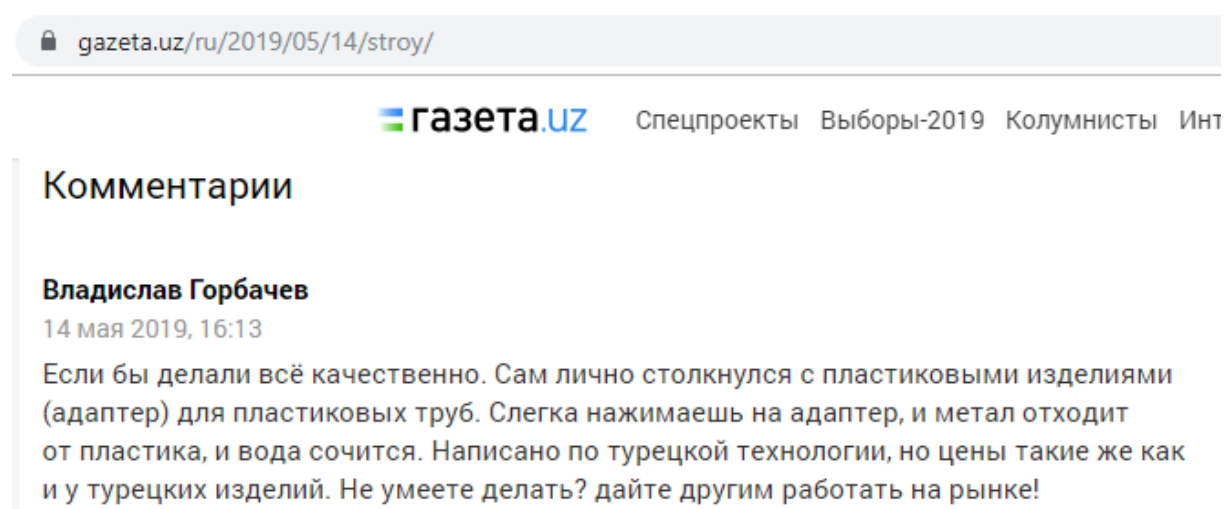 gazeta.uz/ru/2019/05/14/stroy/
газета.uz Спецпроекты Выборы-2019 Колумнисты Инт
Комментарии
Владислав Горбачев
14 мая 2019, 16:13
Если бы делали всё качественно. Сам лично столкнулся с пластиковыми изделиями
(адаптер) для пластиковых труб. Слегка нажимаешь на адаптер, и метал отходит
от пластика, и вода сочится. Написано по турецкой технологии, но цены такие же как
и у турецких изделий. Не умеете делать? дайте другим работать на рынке!